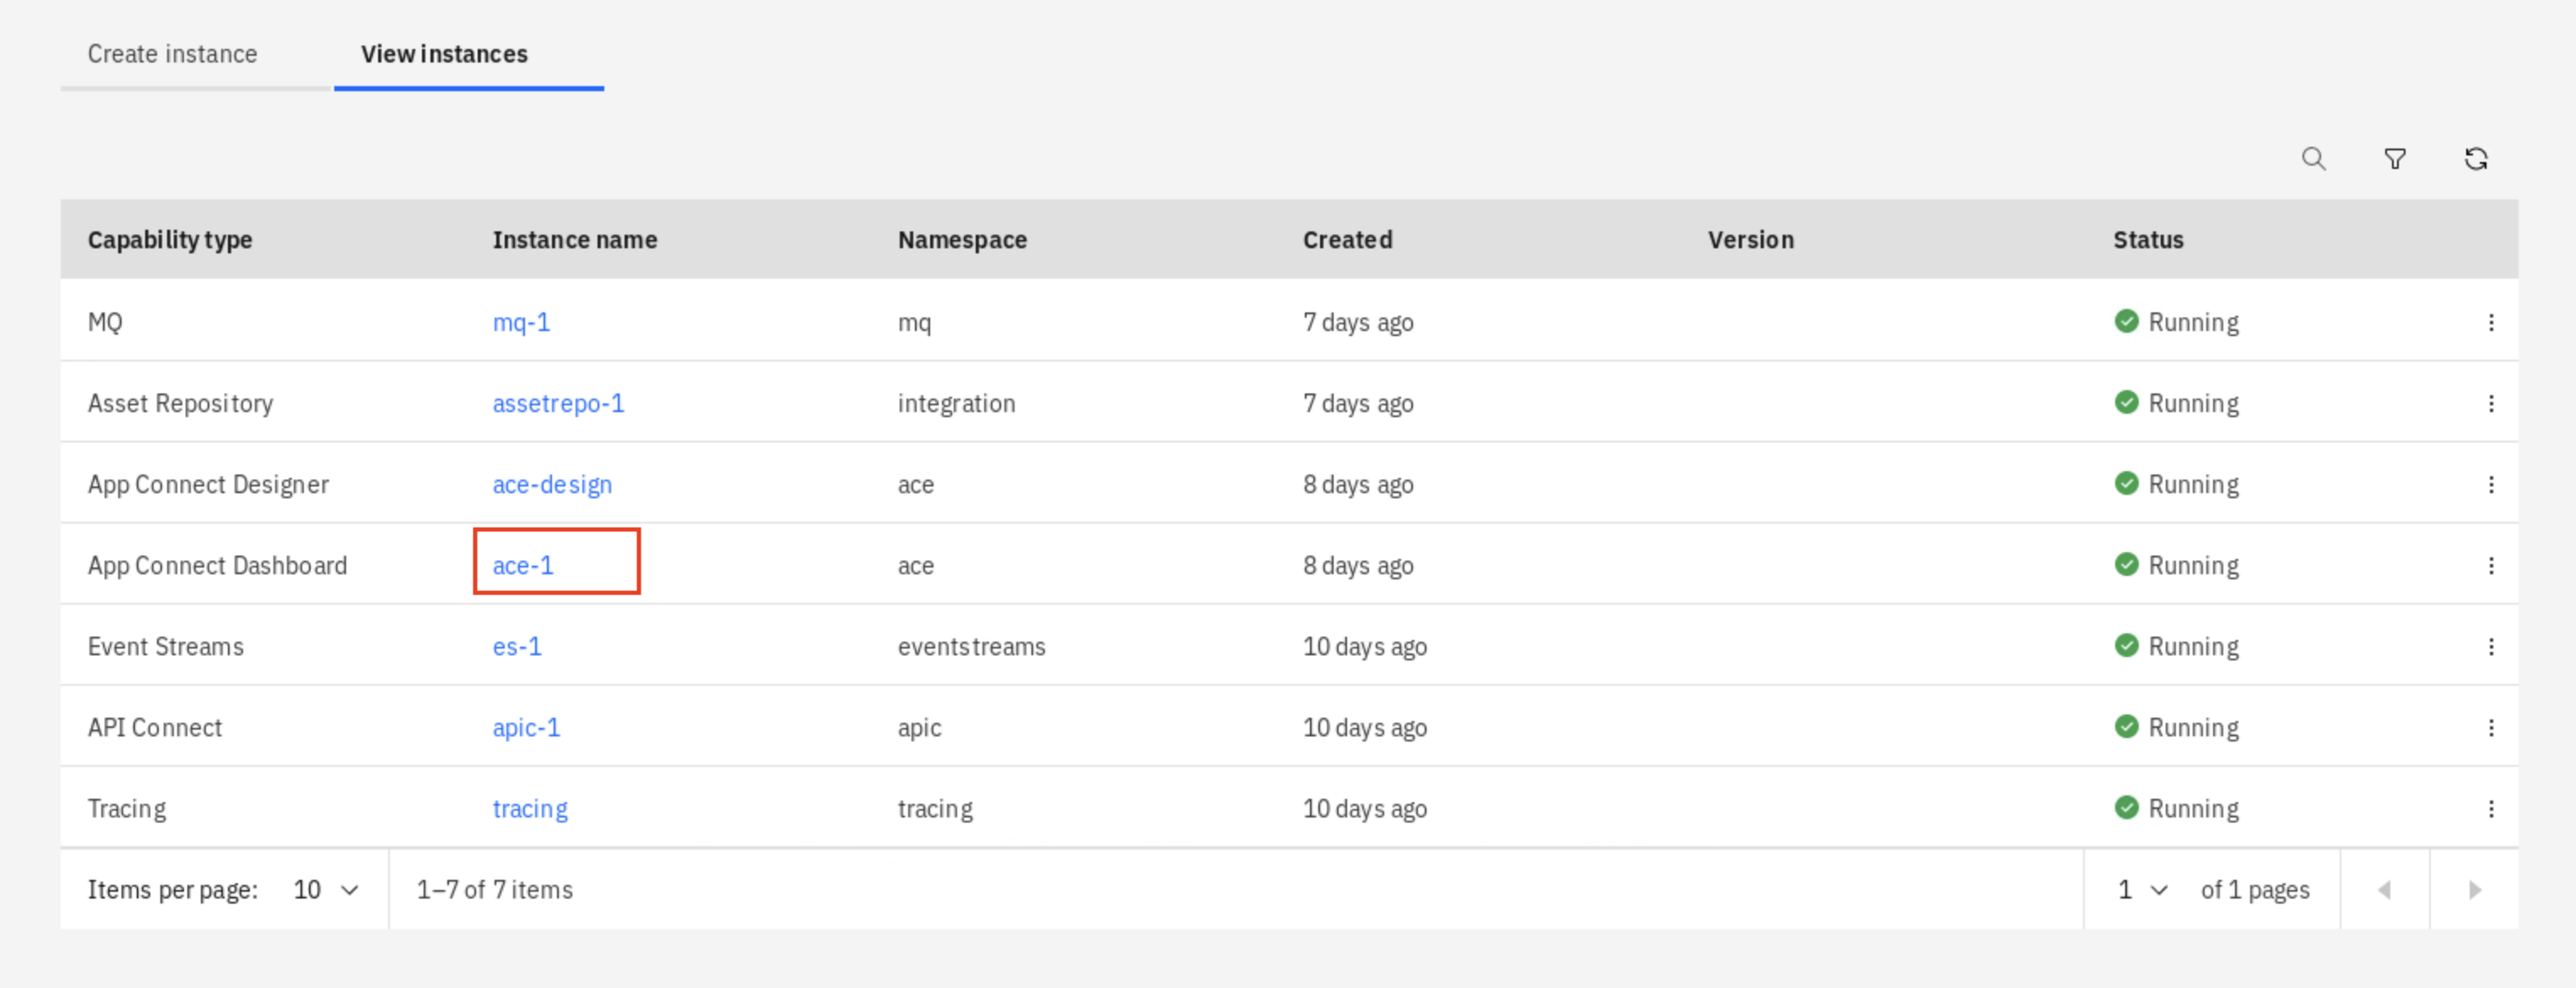 Create instance View instances
Capability type Instance name Namespace Created Version Status
MQ mq-1 mq 7 days ago Running
Asset Repository assetrepo-1 integration 7 days ago Running
App Connect Designer ace-design ace 8 days ago Running
App Connect Dashboard ace-1 ace 8 days ago Running
Event Streams es-1 eventstreams 10 days ago Running
API Connect apic-1 apic 10 days ago Running
Tracing tracing tracing 10 days ago Running
Items per page: 10 1–7 of 7 items 1 of 1 pages